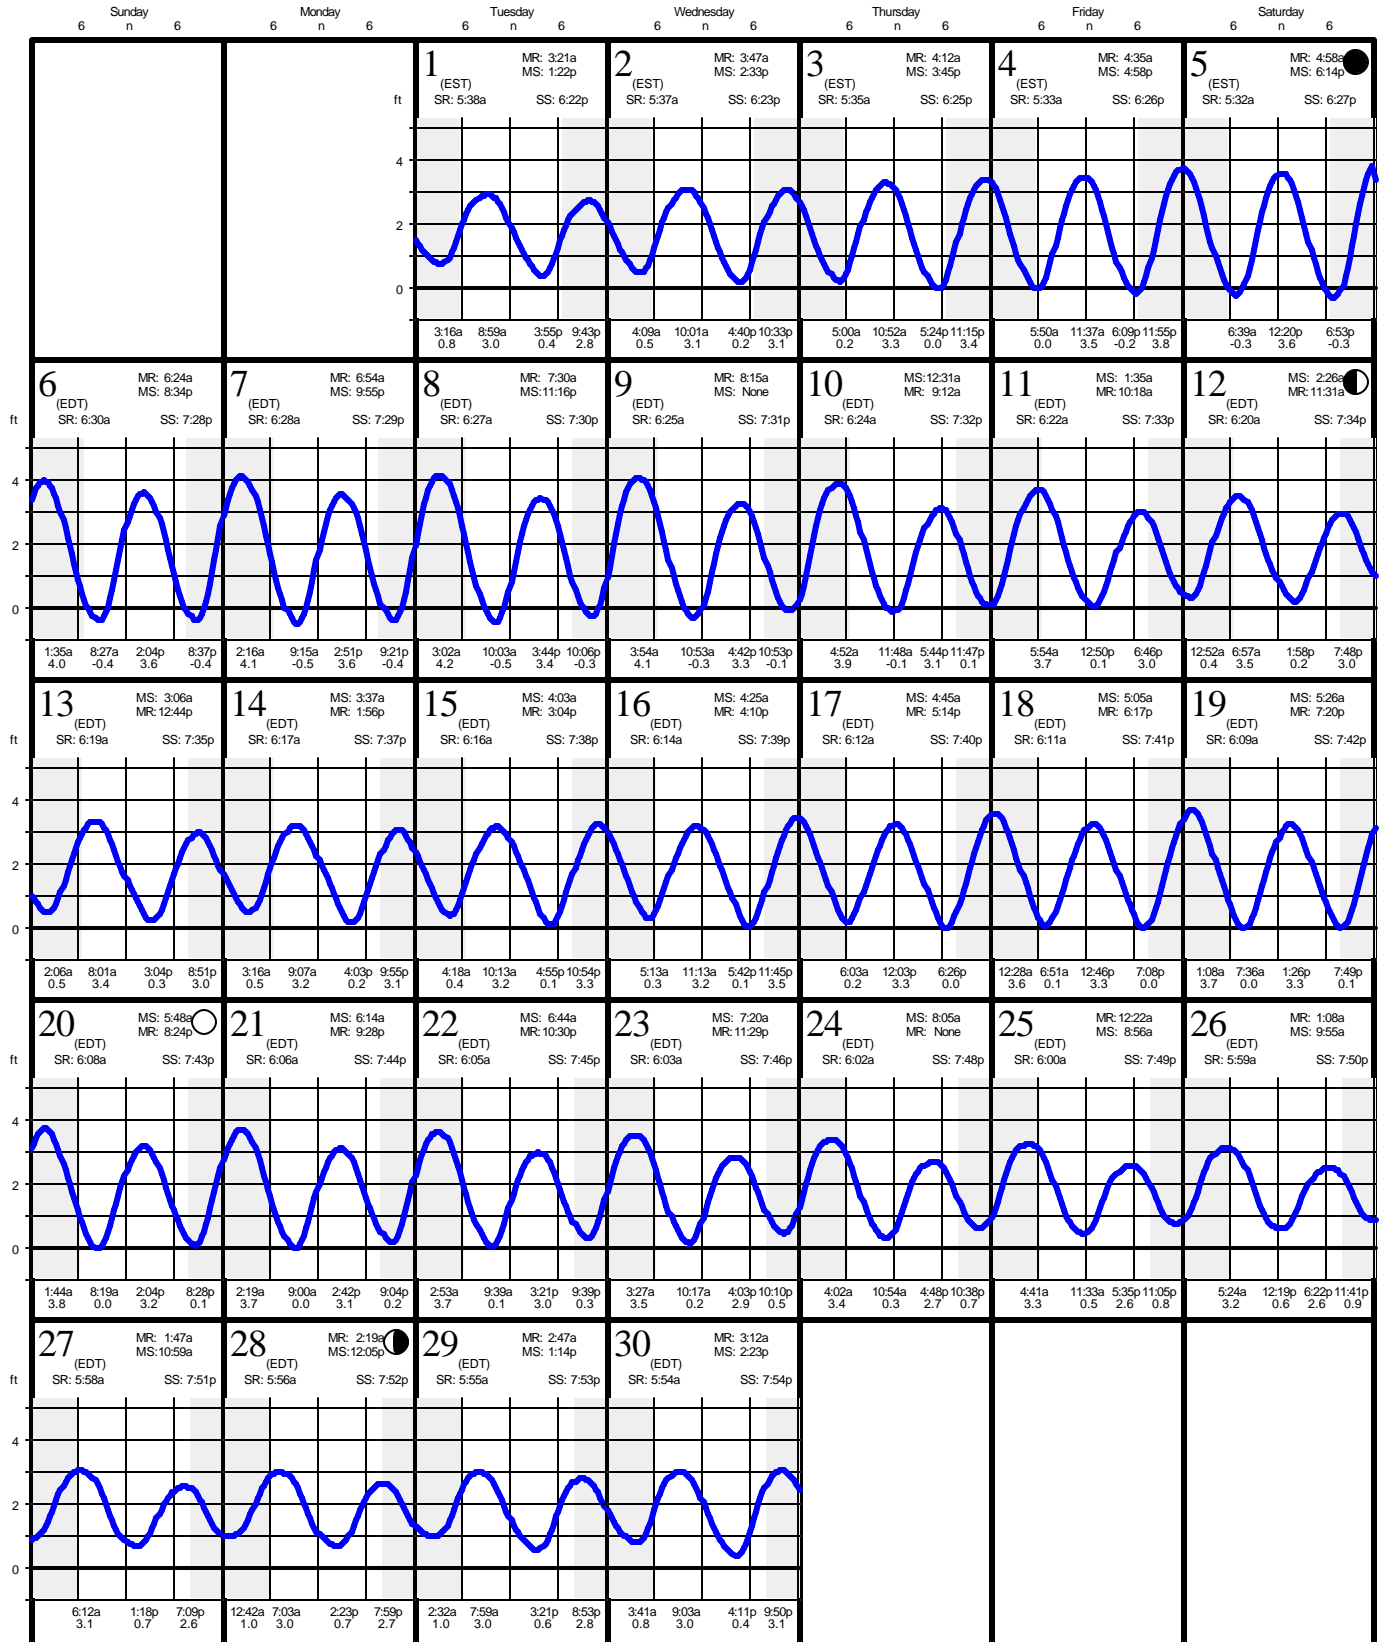 Sunday Monday Tuesday Wednesday Thursday Friday Saturday
6 n 6 6 n 6 6 n 6 6 n 6 6 n 6 6 n 6 6 n 6
1 MR: 3:21a 2 MR: 3:47a 3 MR: 4:12a 4 MR: 4:35a 5 MR: 4:58a
MS: 1:22p MS: 2:33p MS: 3:45p MS: 4:58p MS: 6:14p
(EST) (EST) (EST) (EST) (EST)
ft SR: 5:38a SS: 6:22p SR: 5:37a SS: 6:23p SR: 5:35a SS: 6:25p SR: 5:33a SS: 6:26p SR: 5:32a SS: 6:27p
4
2
0
3:16a 8:59a 3:55p 9:43p 4:09a 10:01a 4:40p 10:33p 5:00a 10:52a 5:24p 11:15p 5:50a 11:37a 6:09p 11:55p 6:39a 12:20p 6:53p
0.8 3.0 0.4 2.8 0.5 3.1 0.2 3.1 0.2 3.3 0.0 3.4 0.0 3.5 -0.2 3.8 -0.3 3.6 -0.3
6 MR: 6:24a 7 MR: 6:54a 8 MR: 7:30a 9 MR: 8:15a 10 MS:12:31a 11 MS: 1:35a 12 MS: 2:26a
MS: 8:34p MS: 9:55p MS:11:16p MS: None MR: 9:12a MR:10:18a MR:11:31a
(EDT) (EDT) (EDT) (EDT) (EDT) (EDT) (EDT)
ft SR: 6:30a SS: 7:28p SR: 6:28a SS: 7:29p SR: 6:27a SS: 7:30p SR: 6:25a SS: 7:31p SR: 6:24a SS: 7:32p SR: 6:22a SS: 7:33p SR: 6:20a SS: 7:34p
4
2
0
1:35a 8:27a 2:04p 8:37p 2:16a 9:15a 2:51p 9:21p 3:02a 10:03a 3:44p 10:06p 3:54a 10:53a 4:42p 10:53p 4:52a 11:48a 5:44p 11:47p 5:54a 12:50p 6:46p 12:52a 6:57a 1:58p 7:48p
4.0 -0.4 3.6 -0.4 4.1 -0.5 3.6 -0.4 4.2 -0.5 3.4 -0.3 4.1 -0.3 3.3 -0.1 3.9 -0.1 3.1 0.1 3.7 0.1 3.0 0.4 3.5 0.2 3.0
13 MS: 3:06a 14 MS: 3:37a 15 MS: 4:03a 16 MS: 4:25a 17 MS: 4:45a 18 MS: 5:05a 19 MS: 5:26a
MR:12:44p MR: 1:56p MR: 3:04p MR: 4:10p MR: 5:14p MR: 6:17p MR: 7:20p
(EDT) (EDT) (EDT) (EDT) (EDT) (EDT) (EDT)
ft SR: 6:19a SS: 7:35p SR: 6:17a SS: 7:37p SR: 6:16a SS: 7:38p SR: 6:14a SS: 7:39p SR: 6:12a SS: 7:40p SR: 6:11a SS: 7:41p SR: 6:09a SS: 7:42p
4
2
0
2:06a 8:01a 3:04p 8:51p 3:16a 9:07a 4:03p 9:55p 4:18a 10:13a 4:55p 10:54p 5:13a 11:13a 5:42p 11:45p 6:03a 12:03p 6:26p 12:28a 6:51a 12:46p 7:08p 1:08a 7:36a 1:26p 7:49p
0.5 3.4 0.3 3.0 0.5 3.2 0.2 3.1 0.4 3.2 0.1 3.3 0.3 3.2 0.1 3.5 0.2 3.3 0.0 3.6 0.1 3.3 0.0 3.7 0.0 3.3 0.1
20 MS: 5:48a 21 MS: 6:14a 22 MS: 6:44a 23 MS: 7:20a 24 MS: 8:05a 25 MR:12:22a 26 MR: 1:08a
MR: 8:24p MR: 9:28p MR:10:30p MR:11:29p MR: None MS: 8:56a MS: 9:55a
(EDT) (EDT) (EDT) (EDT) (EDT) (EDT) (EDT)
ft SR: 6:08a SS: 7:43p SR: 6:06a SS: 7:44p SR: 6:05a SS: 7:45p SR: 6:03a SS: 7:46p SR: 6:02a SS: 7:48p SR: 6:00a SS: 7:49p SR: 5:59a SS: 7:50p
4
2
0
1:44a 8:19a 2:04p 8:28p 2:19a 9:00a 2:42p 9:04p 2:53a 9:39a 3:21p 9:39p 3:27a 10:17a 4:03p 10:10p 4:02a 10:54a 4:48p 10:38p 4:41a 11:33a 5:35p 11:05p 5:24a 12:19p 6:22p 11:41p
3.8 0.0 3.2 0.1 3.7 0.0 3.1 0.2 3.7 0.1 3.0 0.3 3.5 0.2 2.9 0.5 3.4 0.3 2.7 0.7 3.3 0.5 2.6 0.8 3.2 0.6 2.6 0.9
27 MR: 1:47a 28 MR: 2:19a 29 MR: 2:47a 30 MR: 3:12a
MS:10:59a MS:12:05p MS: 1:14p MS: 2:23p
(EDT) (EDT) (EDT) (EDT)
ft SR: 5:58a SS: 7:51p SR: 5:56a SS: 7:52p SR: 5:55a SS: 7:53p SR: 5:54a SS: 7:54p
4
2
0
6:12a 1:18p 7:09p 12:42a 7:03a 2:23p 7:59p 2:32a 7:59a 3:21p 8:53p 3:41a 9:03a 4:11p 9:50p
3.1 0.7 2.6 1.0 3.0 0.7 2.7 1.0 3.0 0.6 2.8 0.8 3.0 0.4 3.1